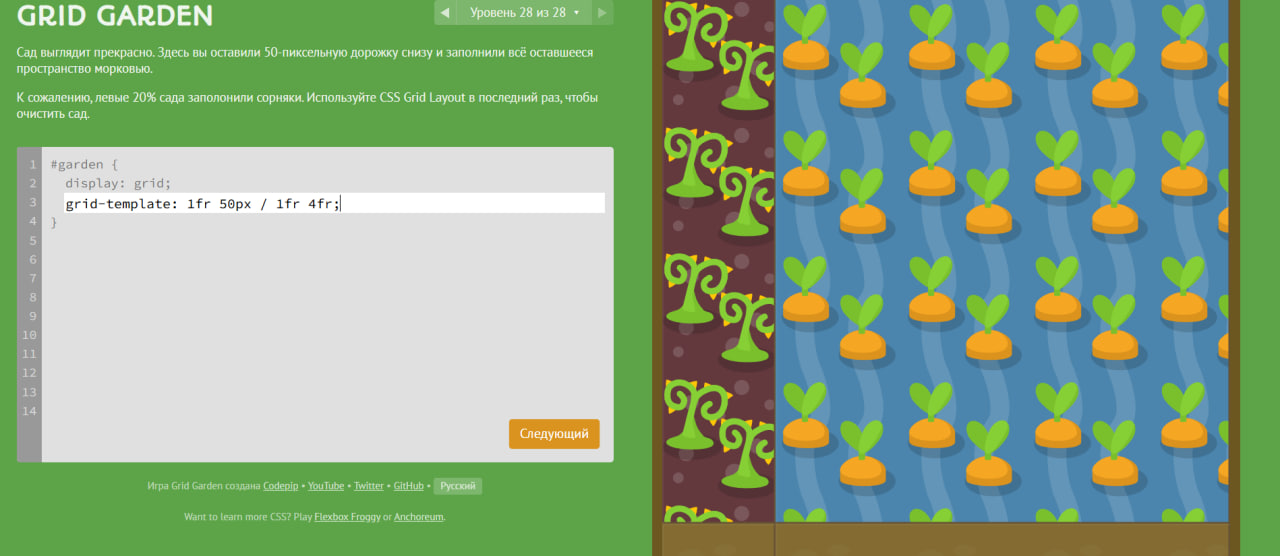 GRID GARDEN
Уровень 28 из 28
Сад выглядит прекрасно. Здесь вы оставили 50-пиксельную дорожку снизу и заполнили всё оставшееся
пространство морковью.
К сожалению, левые 20% сада заполонили сорняки. Используйте CSS Grid Layout в последний раз, чтобы
очистить сад.
1 #garden {
2 display: grid;
3 grid-template: 1fr 50px / 1fr 4fr;
4 }
5
6
7
8
9
10
11
12
13
14
Следующий
Игра Grid Garden создана Codepip • YouTube • Twitter • GitHub • Русский
Want to learn more CSS? Play Flexbox Froggy or Anchoreum.